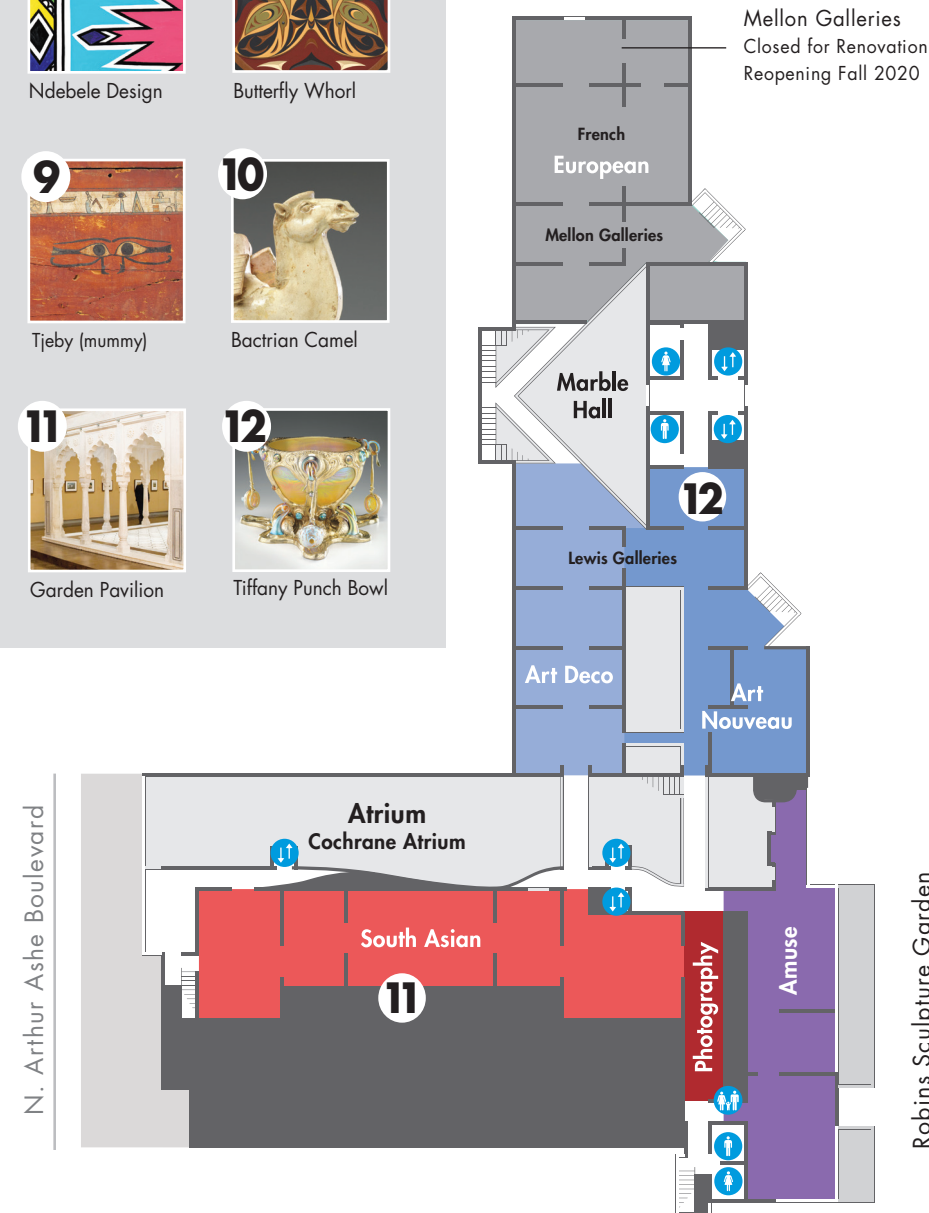 Ndebele Design
Butterfly Whorl
9
10
Tjeby (mummy)
Bactrian Camel
11
12
Garden Pavilion
Tiffany Punch Bowl
Mellon Galleries
Closed for Renovation
Reopening Fall 2020
French
European
Mellon Galleries
Marble
Hall
12
Lewis Galleries
Art Deco
Art
Nouveau
Atrium
Cochrane Atrium
South Asian
11
Photography
Amuse
N. Arthur Ashe Boulevard
Robins Sculpture Garden